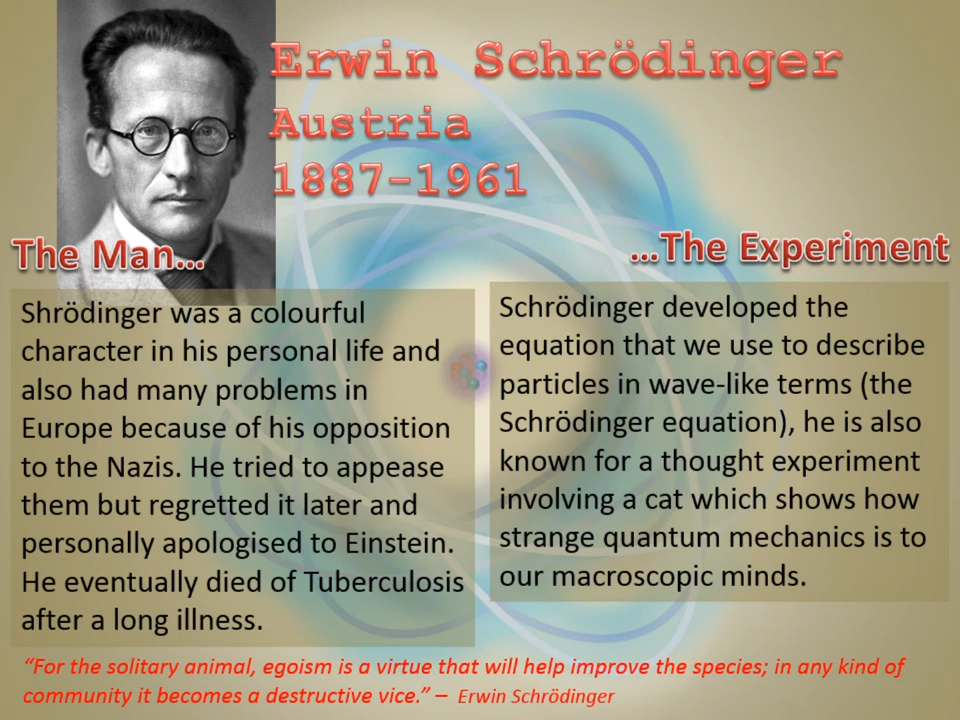 Erwin Schrödinger
Austria
1887-1961
The Man…
Shrödinger was a colourful
character in his personal life and
also had many problems in
Europe because of his opposition
to the Nazis. He tried to appease
them but regretted it later and
personally apologised to Einstein.
He eventually died of Tuberculosis
after a long illness.
…The Experiment
Schrödinger developed the
equation that we use to describe
particles in wave-like terms (the
Schrödinger equation), he is also
known for a thought experiment
involving a cat which shows how
strange quantum mechanics is to
our macroscopic minds.
“For the solitary animal, egoism is a virtue that will help improve the species; in any kind of
community it becomes a destructive vice.” – Erwin Schrödinger